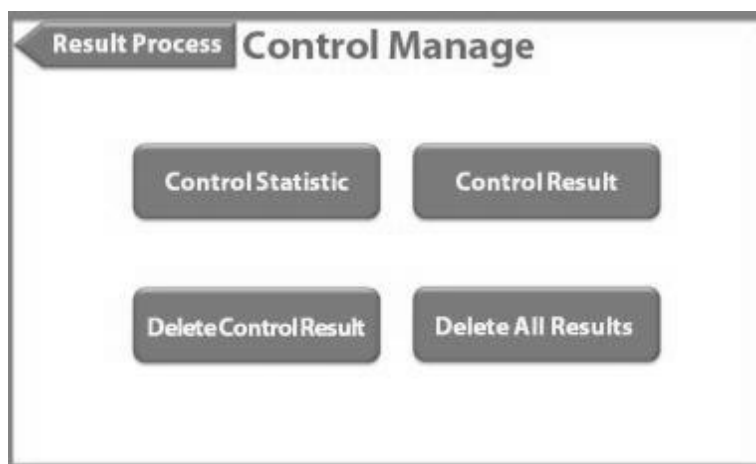 Result Process
Control Manage
Control Statistic
Control Result
Delete Control Result
Delete All Results